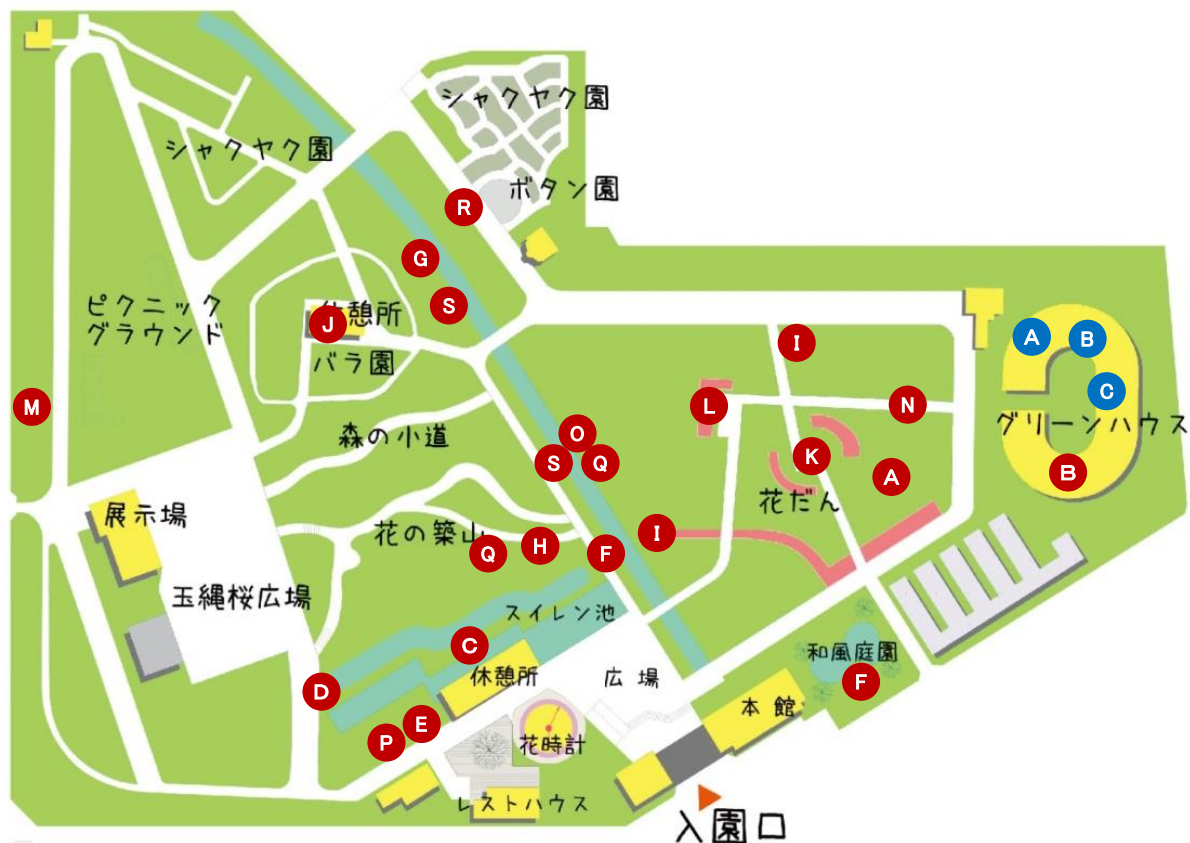 シャクヤク園
シャクヤク園
ボタン園
R
G
S
ピクニック
グラウンド
休憩所
J
バラ園
I
A
B
C
グリーンハウス
B
M
L
N
森の小道
O
S
Q
K
A
花だん
展示場
花の築山
Q
H
F
I
玉縄桜広場
スイレン池
C
休憩所
広場
和風庭園
F
D
E
P
本館
花時計
レストハウス
入園口